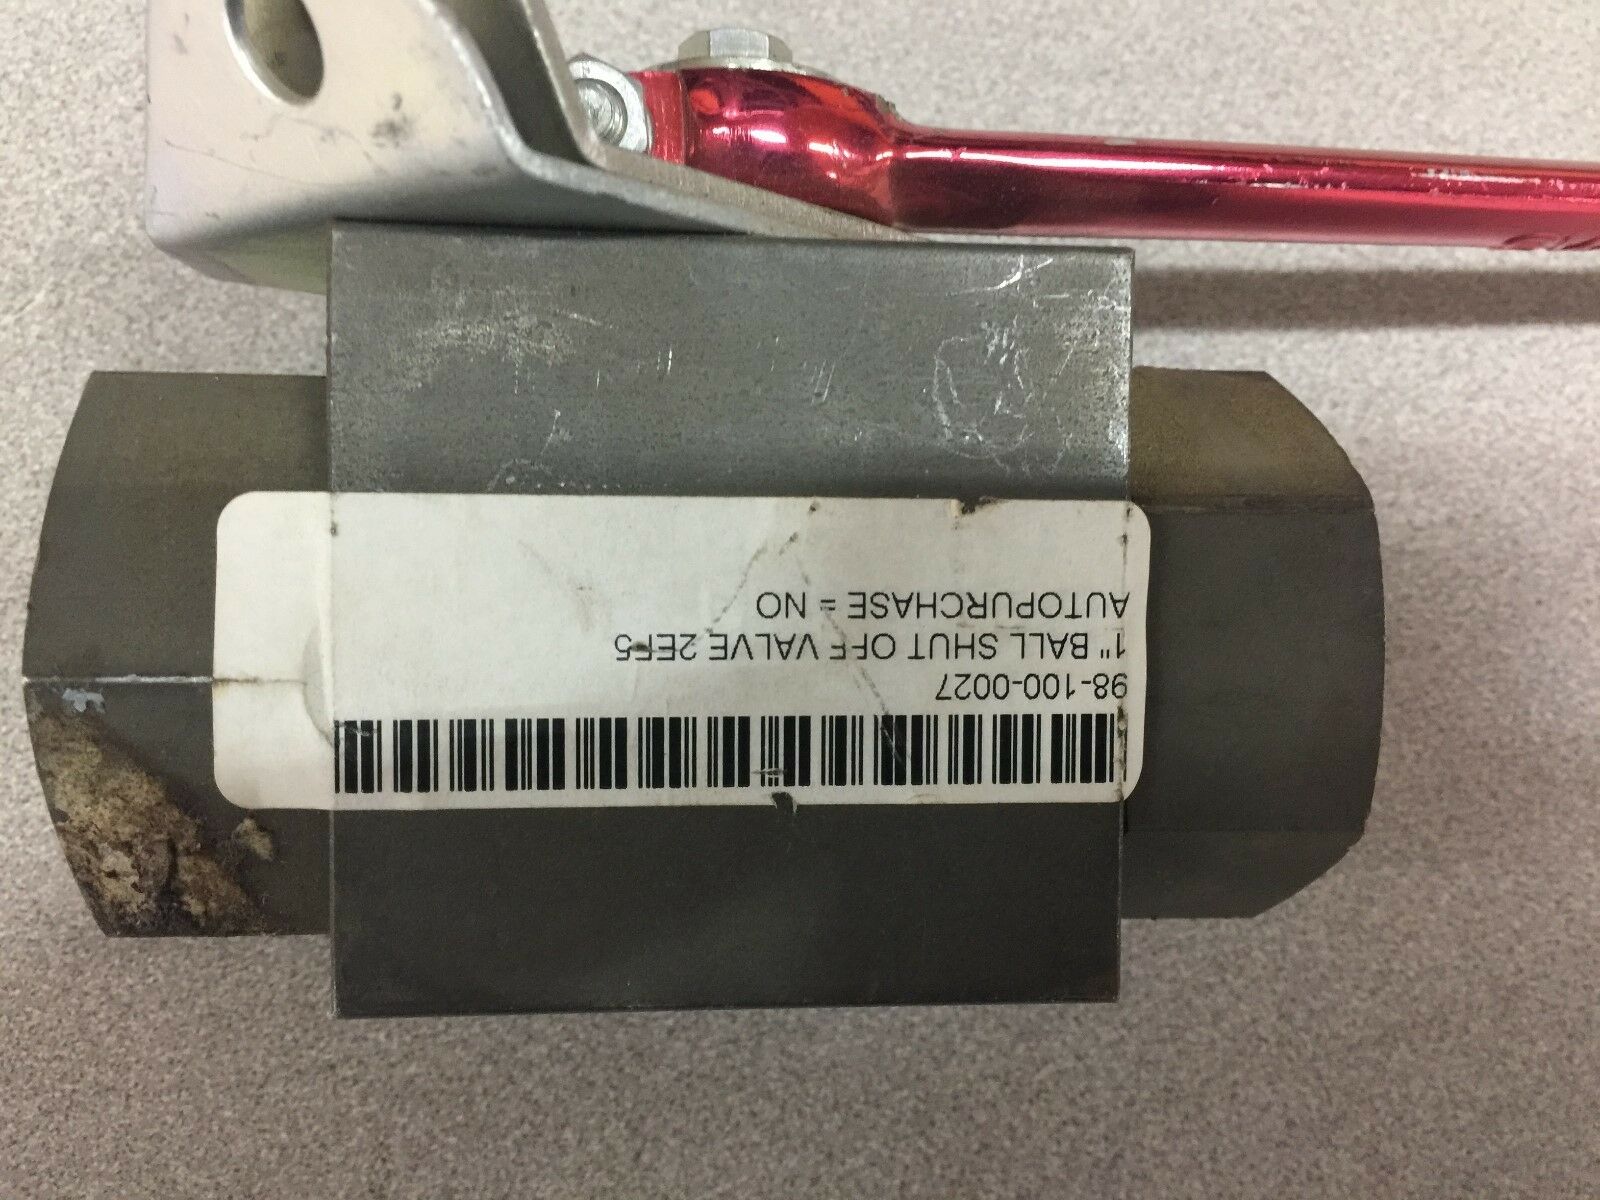 98-100-0027
1" BALL SHUT OFF VALVE 2EF5
AUTOPURCHASE = NO